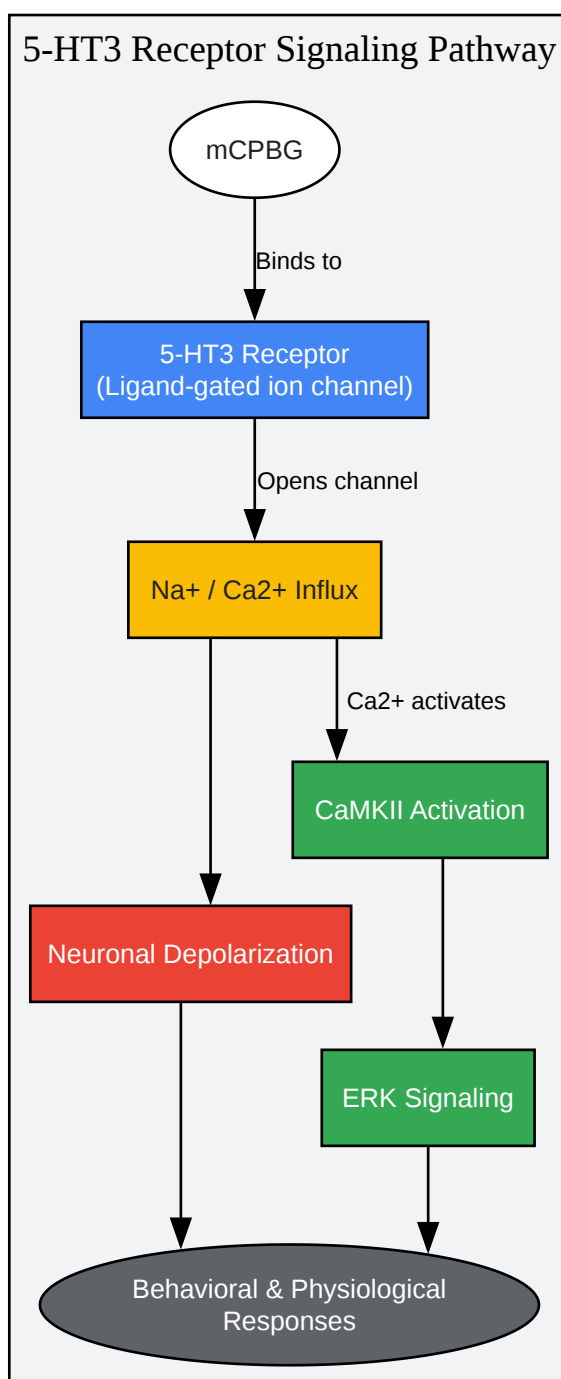 5-HT3 Receptor Signaling Pathway
mCPBG
Binds to
5-HT3 Receptor
(Ligand-gated ion channel)
Opens channel
Na+ / Ca2+ Influx
Ca2+ activates
CaMKII Activation
Neuronal Depolarization
ERK Signaling
Behavioral & Physiological
Responses